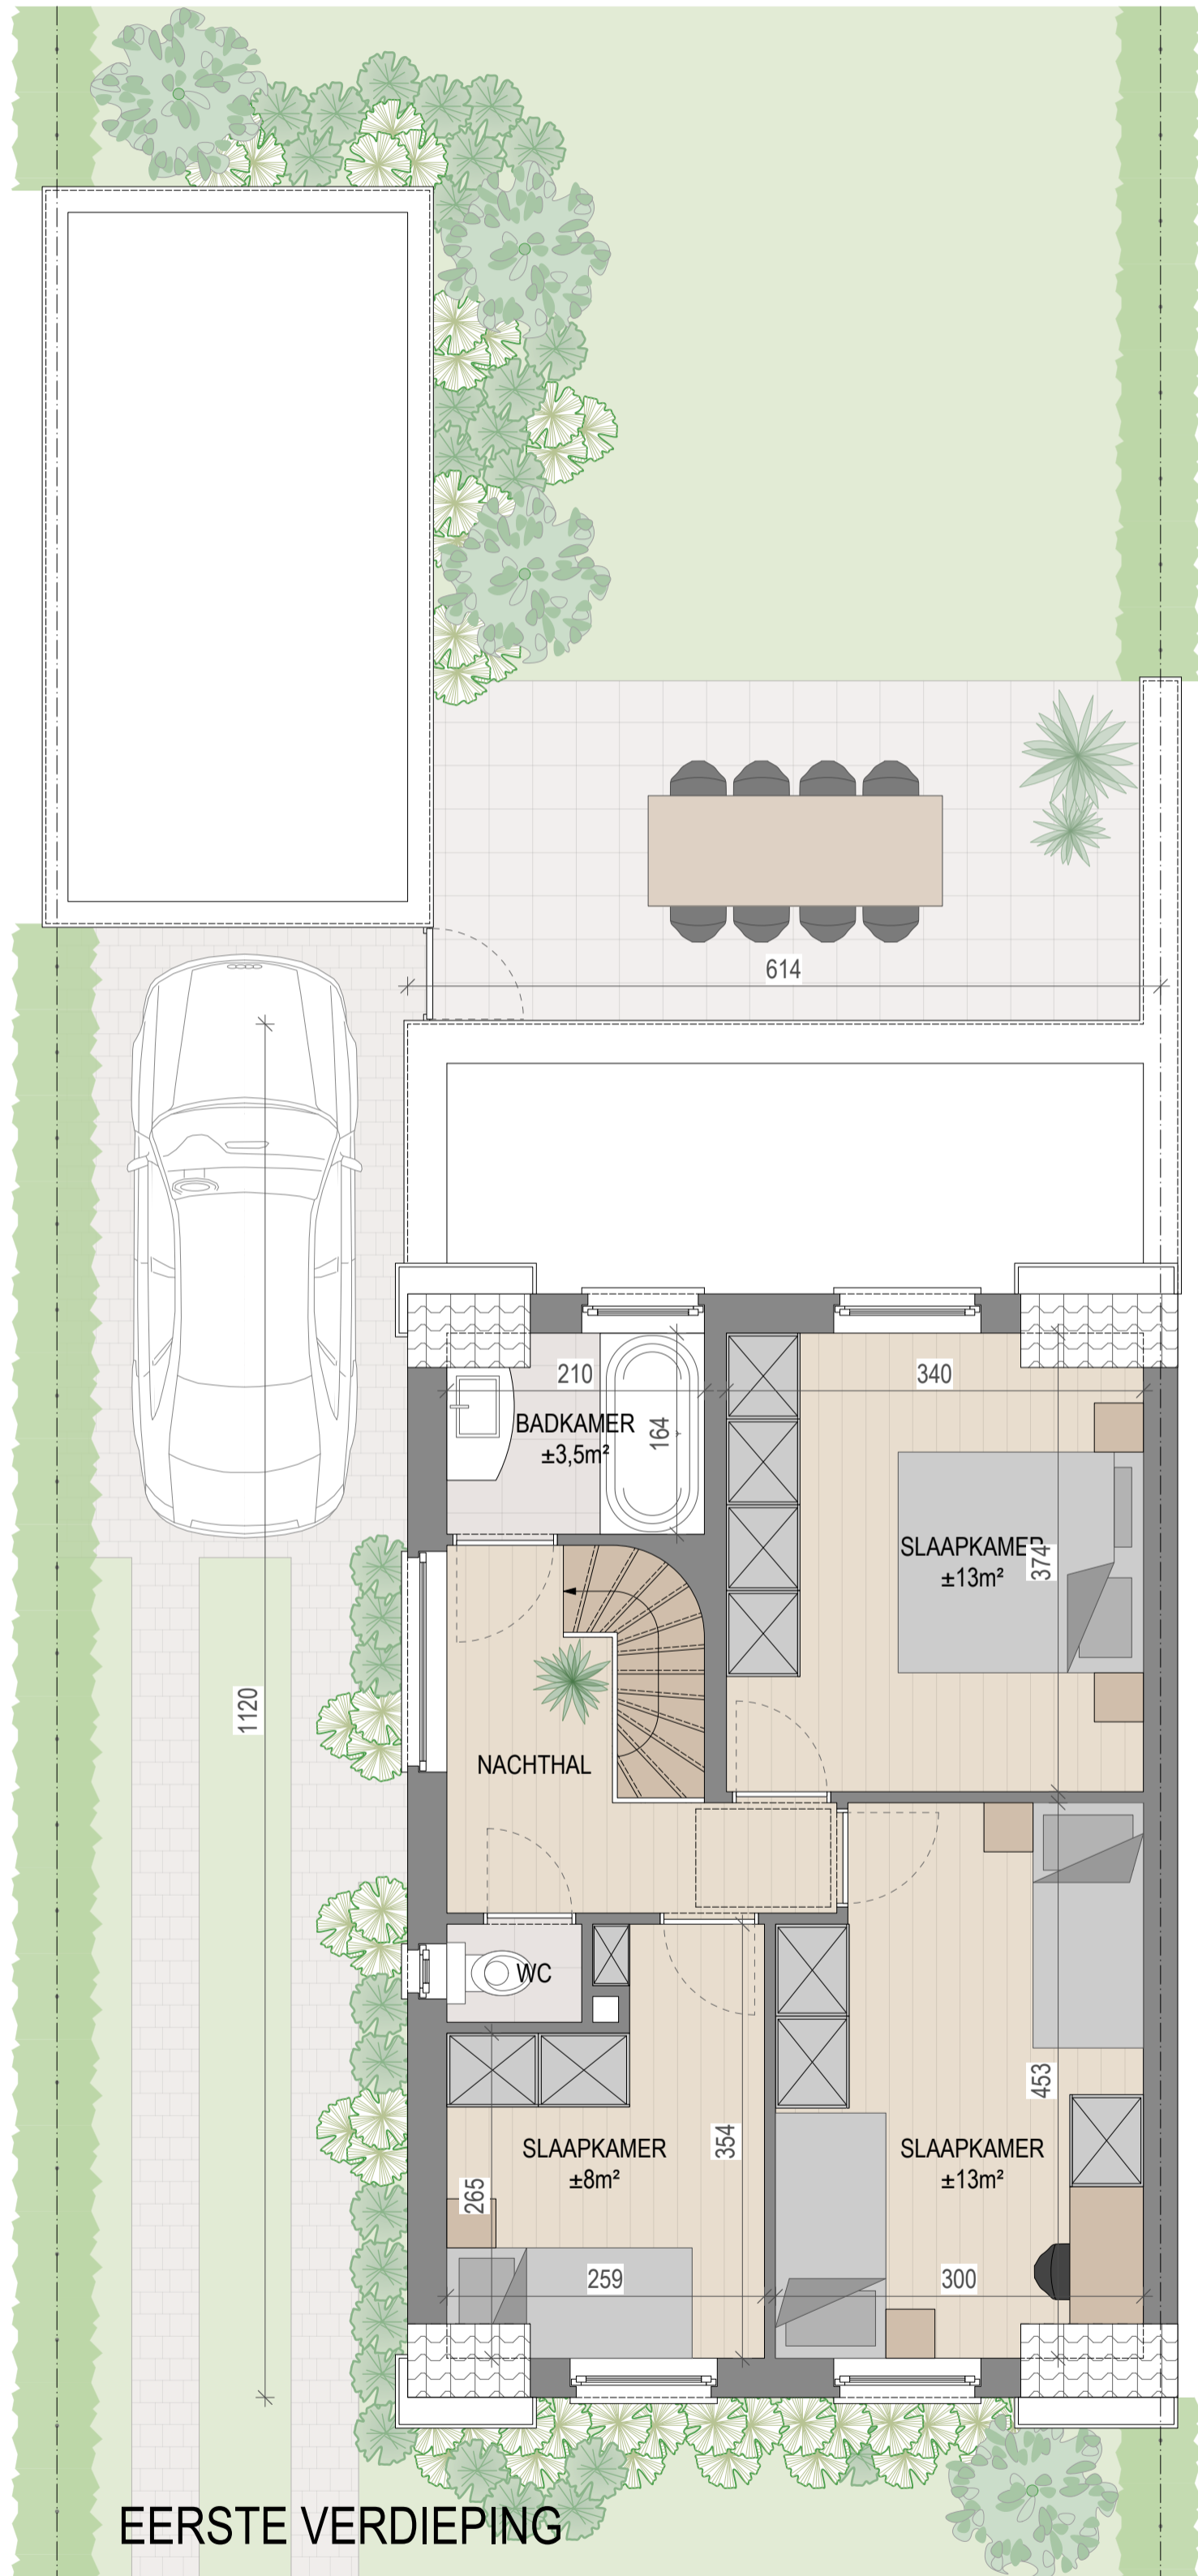 614
210
340
BADKAMER
±3,5m²
164
SLAAPKAMER
±13m²
374
1120
NACHTHAL
WC
453
SLAAPKAMER
±8m²
354
SLAAPKAMER
±13m²
265
259
300
EERSTE VERDIEPING